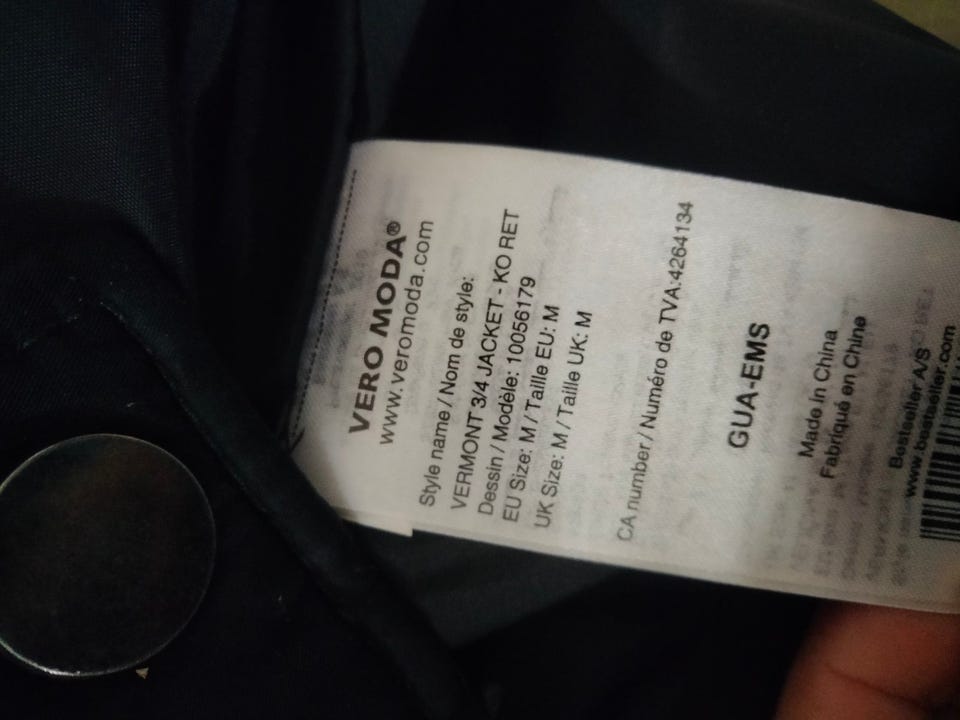 VERO MODA®
www.veromoda.com
Style name / Nom de style:
VERMONT 3/4 JACKET - KO RET
Dessin / Modèle: 10056179
EU Size: M / Taille EU: M
UK Size: M / Taille UK: M
CA number / Numéro de TVA:4264134
GUA-EMS
Made in China
Fabriqué en Chine
Bestseller A/S
www.bestseller.com